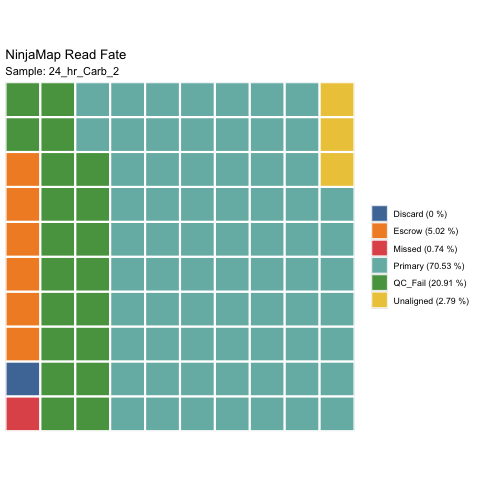 NinjaMap Read Fate
Sample: 24_hr_Carb_2
Discard (0 %)
Escrow (5.02 %)
Missed (0.74 %)
Primary (70.53 %)
QC_Fail (20.91 %)
Unaligned (2.79 %)